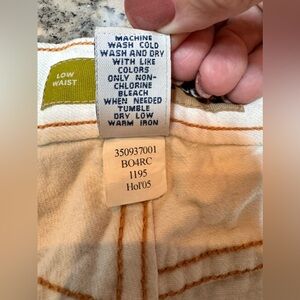 MACHINE
WASH COLD
WASH AND DRY
WITH LIKE
COLORS
ONLY NON-
CHLORINE
BLEACH
WHEN NEEDED
TUMBLE
DRY LOW
WARM IRON
LOW
WAIST
350937001
BO4RC
1195
Hol'05